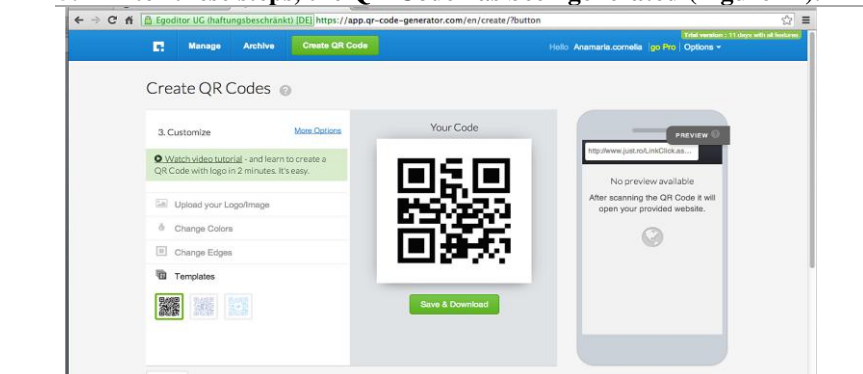 Egoditor UG (haftungsbeschränkt) [DE] https://app.qr-code-generator.com/en/create/?button
Trial version : 11 days with all features
Manage Archive Create QR Code Hello Anamaria.cornelia go Pro Options
Create QR Codes ?
3. Customize More Options
Watch video tutorial - and learn to create a
QR Code with logo in 2 minutes. It's easy.
Upload your Logo/Image
Change Colors
Change Edges
Templates
Your Code
Save & Download
PREVIEW ?
http://www.just.ro/LinkClick.as...
No preview available
After scanning the QR Code it will
open your provided website.